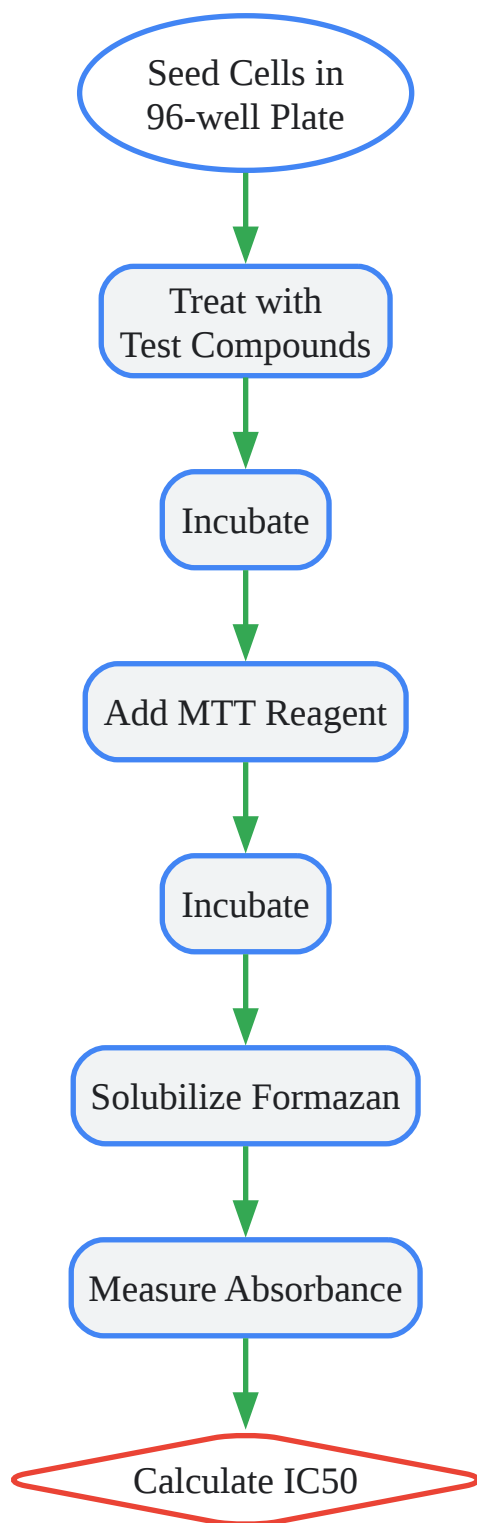 Seed Cells in
96-well Plate
Treat with
Test Compounds
Incubate
Add MTT Reagent
Incubate
Solubilize Formazan
Measure Absorbance
Calculate IC50